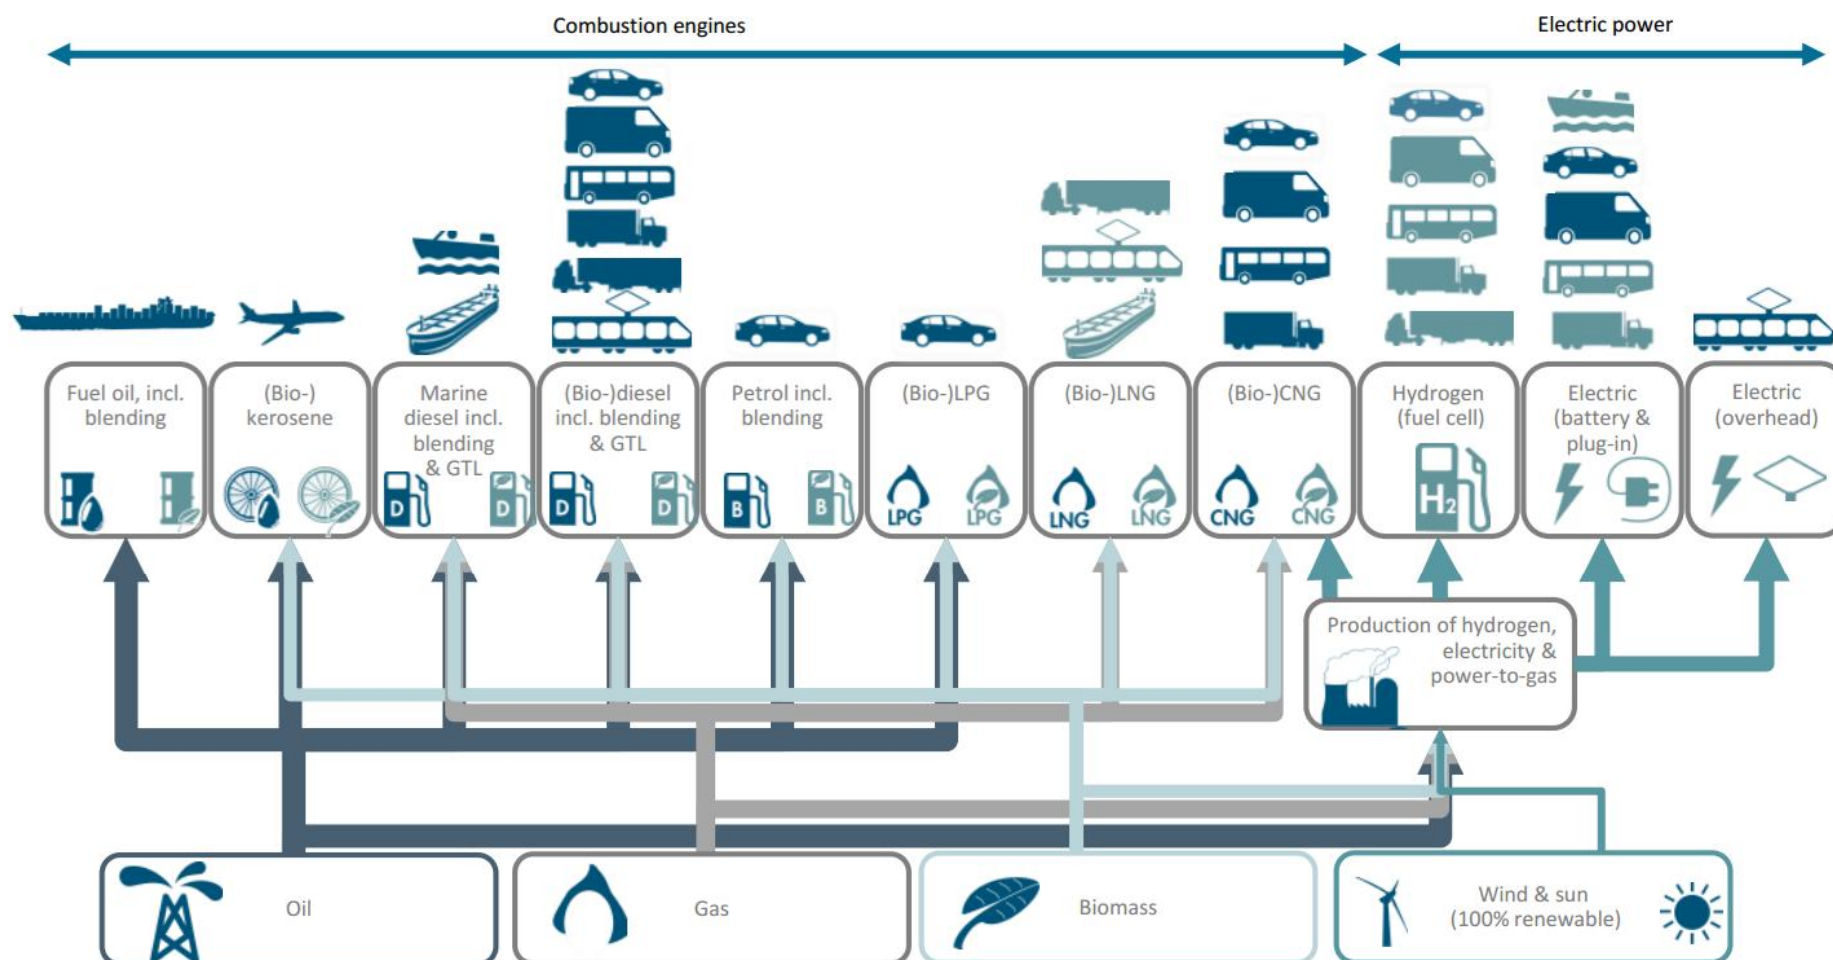 Combustion engines
Electric power
Fuel oil, incl.
blending
(Bio-)
kerosene
Marine
diesel incl.
blending
& GTL
D
D
(Bio-)diesel
incl. blending
& GTL
D
D
Petrol incl.
blending
B
B
(Bio-)LPG
LPG
LPG
(Bio-)LNG
LNG
LNG
(Bio-)CNG
CNG
CNG
Hydrogen
(fuel cell)
H2
Electric
(battery &
plug-in)
Electric
(overhead)
Production of hydrogen,
electricity &
power-to-gas
Oil
Gas
Biomass
Wind & sun
(100% renewable)